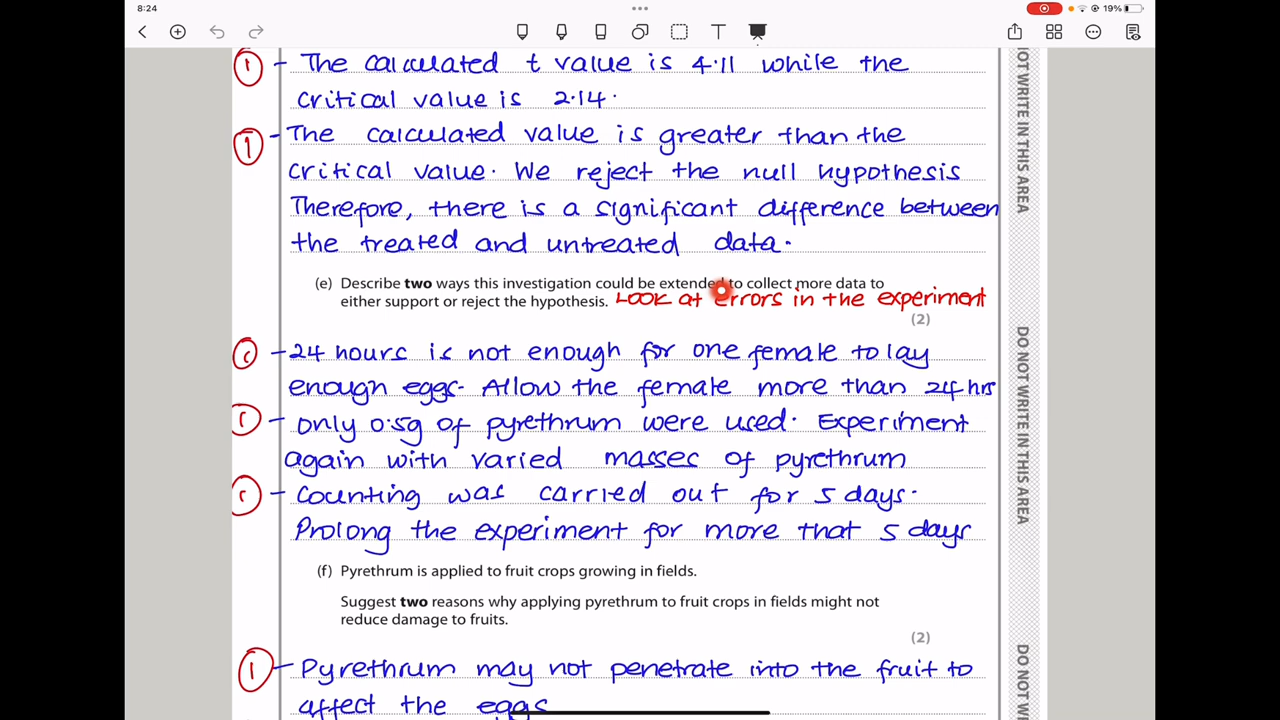 8:24
19%
① - The calculated t value is 4.11 while the
critical value is 2.14.
① - The calculated value is greater than the
critical value. We reject the null hypothesis
Therefore, there is a significant difference between
the treated and untreated data.
(e) Describe two ways this investigation could be extended to collect more data to
either support or reject the hypothesis. Look at errors in the experiment
(2)
① - 24 hours is not enough for one female to lay
enough eggs. Allow the female more than 24 hrs
① - only 0.5g of pyrethrum were used. Experiment
again with varied masses of pyrethrum
① - Counting was carried out for 5 days.
Prolong the experiment for more that 5 days
(f) Pyrethrum is applied to fruit crops growing in fields.
Suggest two reasons why applying pyrethrum to fruit crops in fields might not
reduce damage to fruits.
(2)
① - Pyrethrum may not penetrate into the fruit to
affect the eggs
OT WRITE IN THIS AREA
DO NOT WRITE IN THIS AREA
DO NOT W